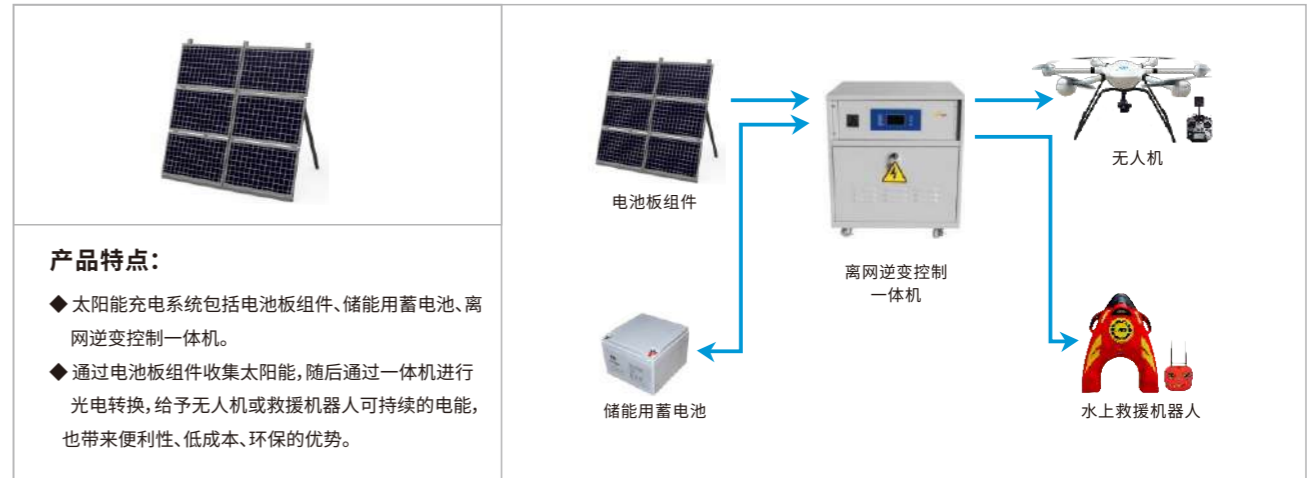 产品特点：
◆ 太阳能充电系统包括电池板组件、储能用蓄电池、离
网逆变控制一体机。
◆ 通过电池板组件收集太阳能，随后通过一体机进行
光电转换，给予无人机或救援机器人可持续的电能，
也带来便利性、低成本、环保的优势。
电池板组件
储能用蓄电池
离网逆变控制
一体机
无人机
水上救援机器人